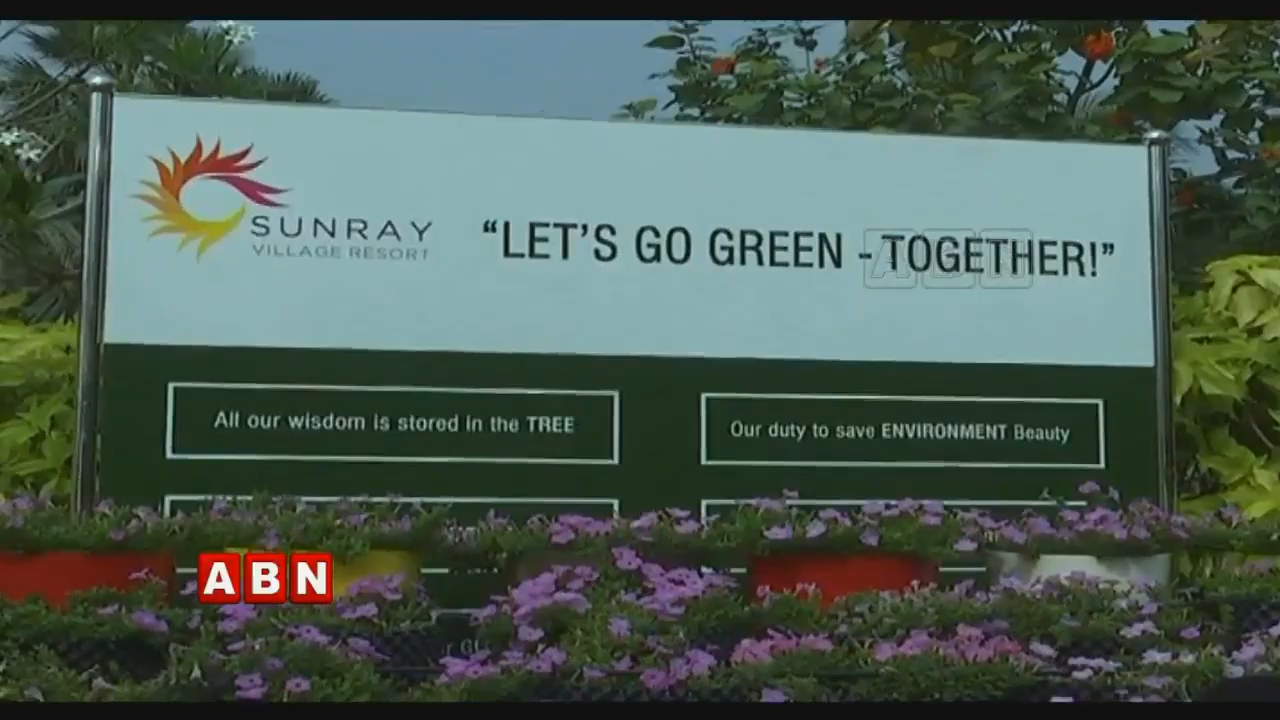 SUNRAY
VILLAGE RESORT
“LET’S GO GREEN - TOGETHER!”
ABN
All our wisdom is stored in the TREE
Our duty to save ENVIRONMENT Beauty
ABN